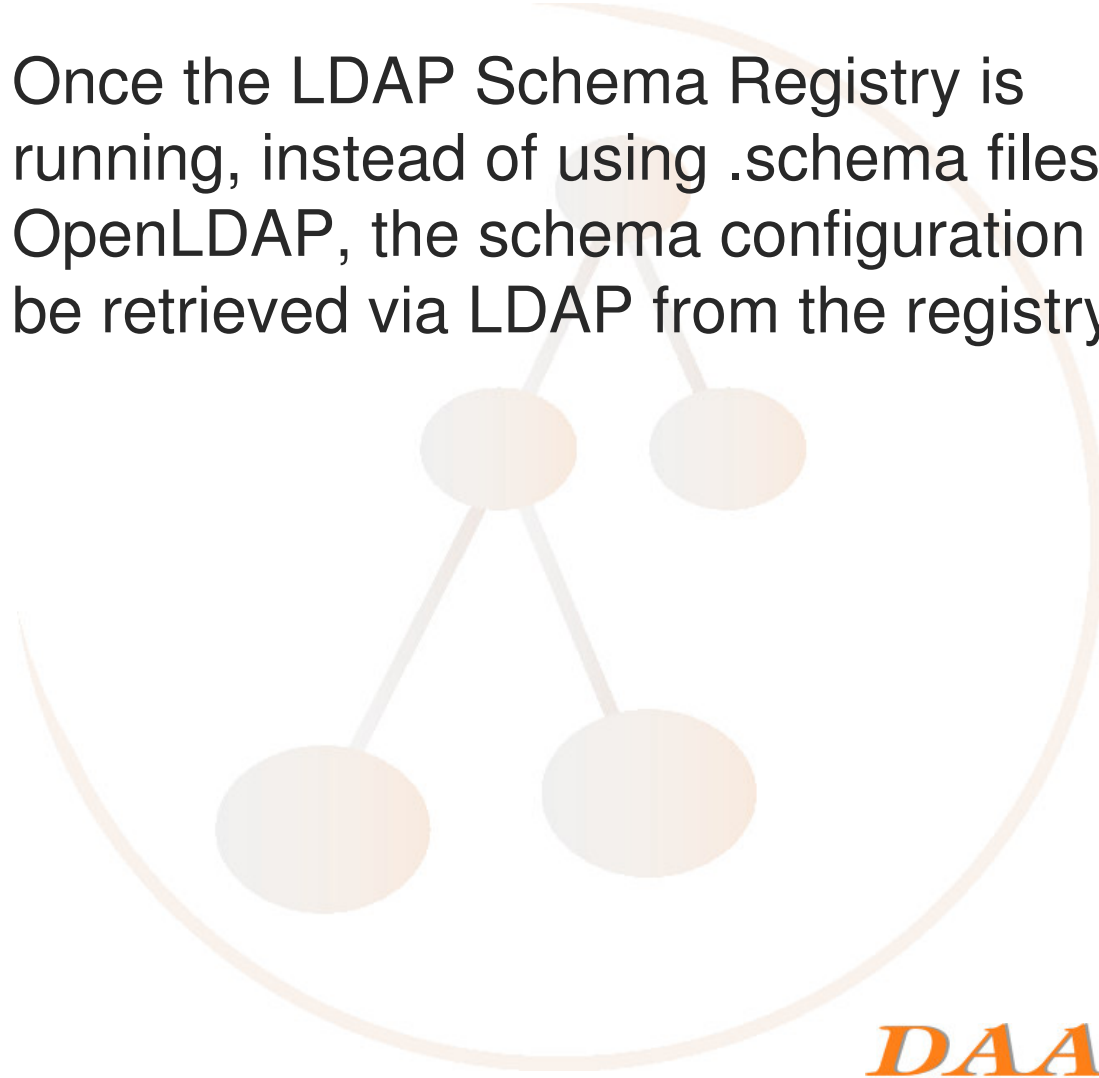 Once the LDAP Schema Registry is
running, instead of using .schema files
OpenLDAP, the schema configuration
be retrieved via LDAP from the registry
DAA